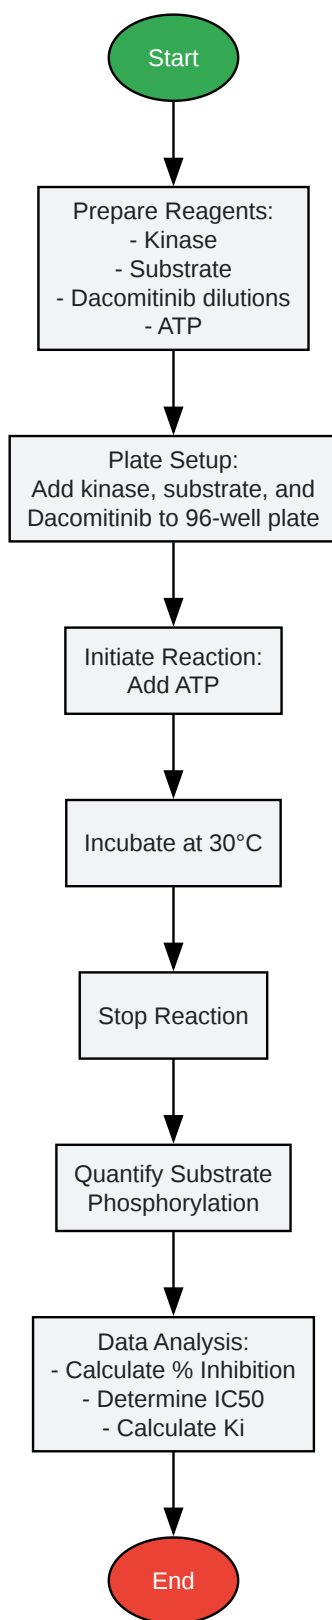 Start
Prepare Reagents:
- Kinase
- Substrate
- Dacomitinib dilutions
- ATP
Plate Setup:
Add kinase, substrate, and
Dacomitinib to 96-well plate
Initiate Reaction:
Add ATP
Incubate at 30°C
Stop Reaction
Quantify Substrate
Phosphorylation
Data Analysis:
- Calculate % Inhibition
- Determine IC50
- Calculate Ki
End